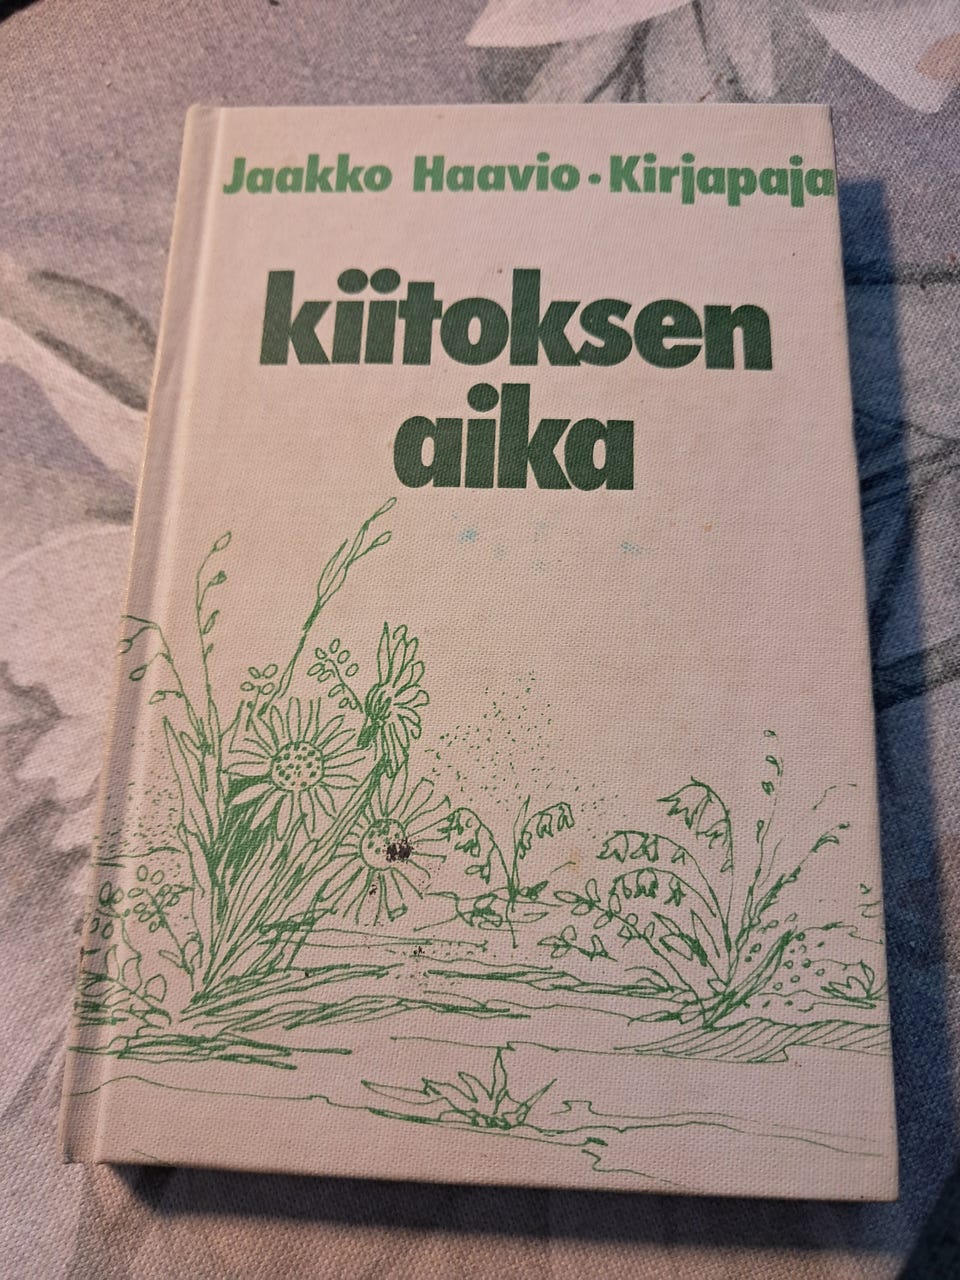 Jaakko Haavio • Kirjapaja
kiitoksen
aika